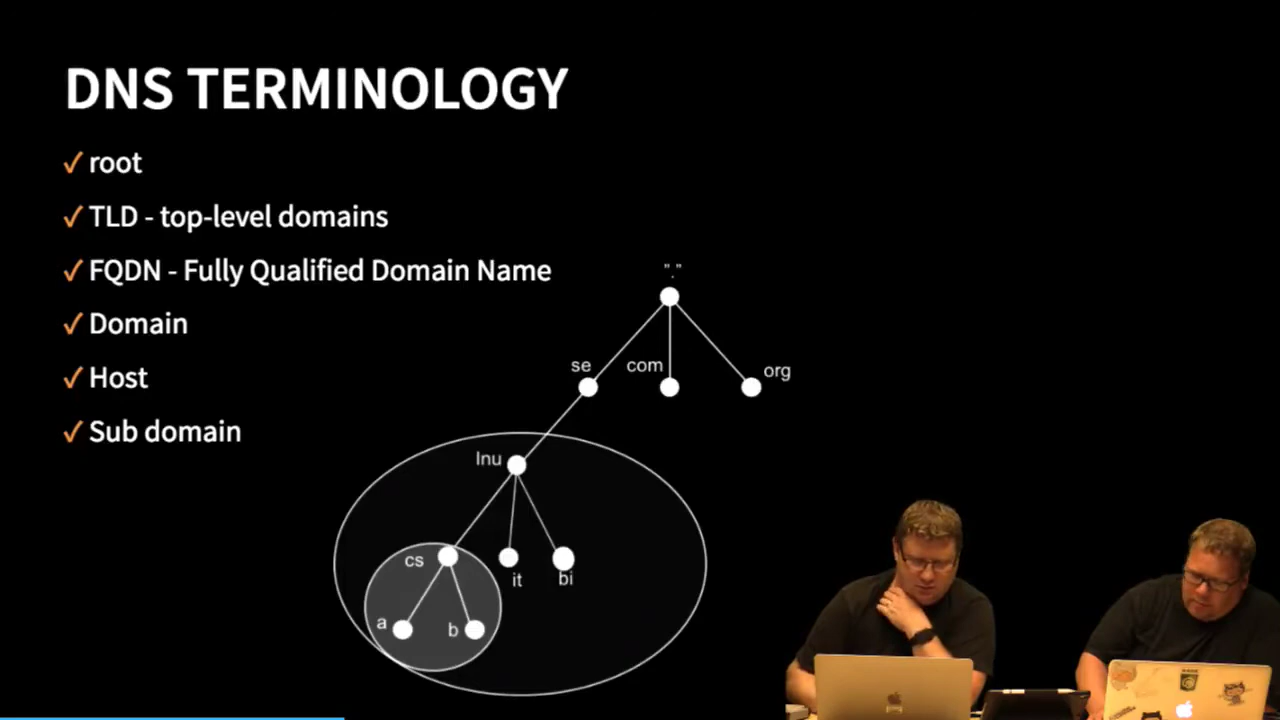 DNS TERMINOLOGY
✓ root
✓ TLD - top-level domains
✓ FQDN - Fully Qualified Domain Name
✓ Domain
✓ Host
✓ Sub domain
"."
se
com
org
lnu
cs
it
bi
a
b